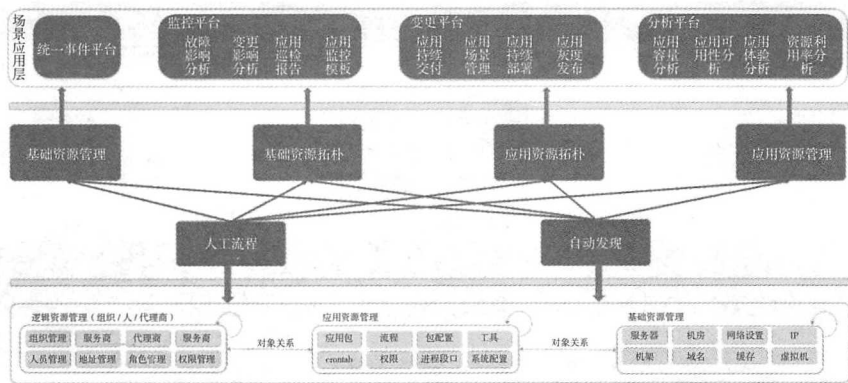 场景应用层
统一事件平台
监控平台
故障影响分析
变更影响分析
应用巡检报告
应用监控模板
变更平台
应用持续交付
应用场景管理
应用持续部署
应用灰度发布
分析平台
应用容量分析
应用可用性分析
应用体验分析
资源利用率分析
基础资源管理
基础资源拓朴
应用资源拓朴
应用资源管理
人工流程
自动发现
逻辑资源管理（组织/人/代理商）
组织管理 服务商 代理商 服务商
人员管理 地址管理 角色管理 权限管理
对象关系
应用资源管理
应用包 流程 包配置 工具
crontab 权限 进程段口 系统配置
对象关系
基础资源管理
服务器 机房 网络设置 IP
机架 域名 缓存 虚拟机